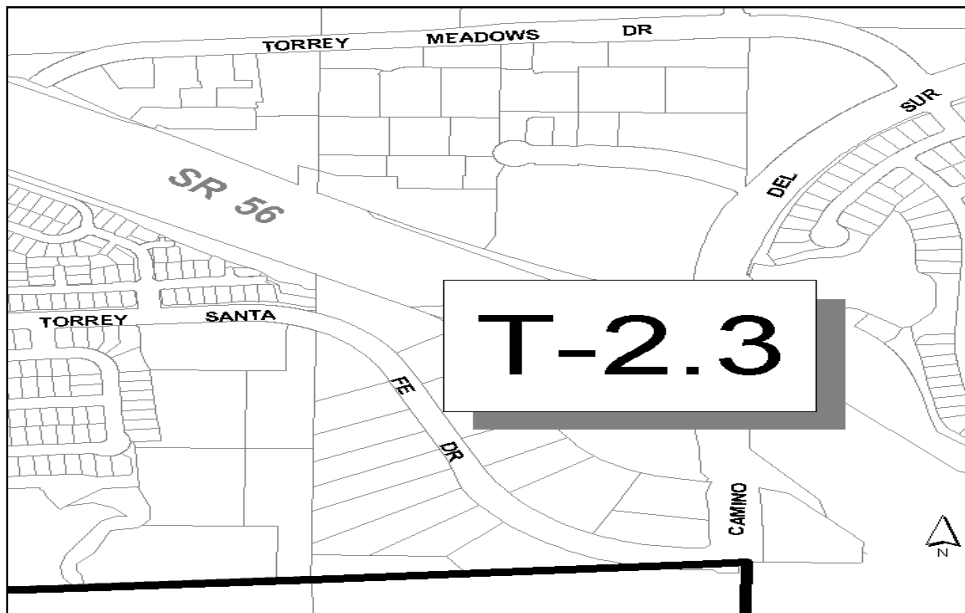 TORREY MEADOWS DR
SUR
DEL
SR 56
TORREY SANTA FE DR
T-2.3
CAMINO
N